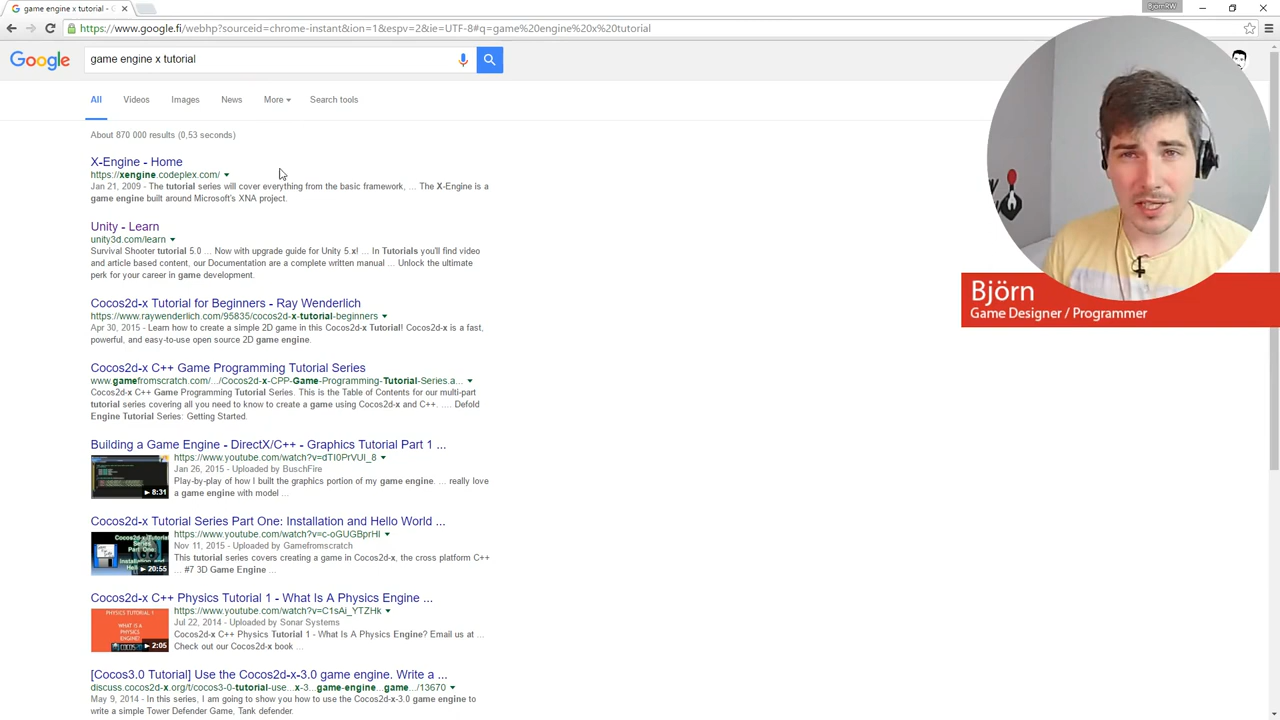 game engine x tutorial - G
BjornRW
https://www.google.fi/webhp?sourceid=chrome-instant&ion=1&espv=2&ie=UTF-8#q=game%20engine%20x%20tutorial
Google
game engine x tutorial
All
Videos
Images
News
More
Search tools
About 870 000 results (0,53 seconds)
X-Engine - Home
https://xengine.codeplex.com/
Jan 21, 2009 - The tutorial series will cover everything from the basic framework, ... The X-Engine is a
game engine built around Microsoft's XNA project.
Unity - Learn
unity3d.com/learn
Survival Shooter tutorial 5.0 ... Now with upgrade guide for Unity 5.x! ... In Tutorials you'll find video
and article based content, our Documentation are a complete written manual ... Unlock the ultimate
perk for your career in game development.
Cocos2d-x Tutorial for Beginners - Ray Wenderlich
https://www.raywenderlich.com/95835/cocos2d-x-tutorial-beginners
Apr 30, 2015 - Learn how to create a simple 2D game in this Cocos2d-x Tutorial! Cocos2d-x is a fast,
powerful, and easy-to-use open source 2D game engine.
Cocos2d-x C++ Game Programming Tutorial Series
www.gamefromscratch.com/.../Cocos2d-x-CPP-Game-Programming-Tutorial-Series.a...
Cocos2d-x C++ Game Programming Tutorial Series. This is the Table of Contents for our multi-part
tutorial series covering all you need to know to create a game using Cocos2d-x and C++. .... Defold
Engine Tutorial Series: Getting Started.
Building a Game Engine - DirectX/C++ - Graphics Tutorial Part 1 ...
https://www.youtube.com/watch?v=dTI0PrVUI_8
Jan 26, 2015 - Uploaded by BuschFire
Play-by-play of how I built the graphics portion of my game engine. ... really love
a game engine with model ...
8:31
Cocos2d-x Tutorial Series Part One: Installation and Hello World ...
https://www.youtube.com/watch?v=c-oGUGBprHI
Nov 11, 2015 - Uploaded by Gamefromscratch
This tutorial series covers creating a game in Cocos2d-x, the cross platform C++
... #7 3D Game Engine ...
20:55
Cocos2d-x C++ Physics Tutorial 1 - What Is A Physics Engine ...
https://www.youtube.com/watch?v=C1sAi_YTZHk
Jul 22, 2014 - Uploaded by Sonar Systems
Cocos2d-x C++ Physics Tutorial 1 - What Is A Physics Engine? Email us at ...
Check out our Cocos2d-x book ...
PHYSICS TUTORIAL 1
WHAT IS A
PHYSICS
ENGINE?
2:05
[Cocos3.0 Tutorial] Use the Cocos2d-x-3.0 game engine. Write a ...
discuss.cocos2d-x.org/t/cocos3-0-tutorial-use...x-3...game-engine...game.../13670
May 9, 2014 - In this series, I am going to show you how to use the Cocos2d-x-3.0 game engine to
write a simple Tower Defender Game, Tank defender.
Björn
Game Designer / Programmer